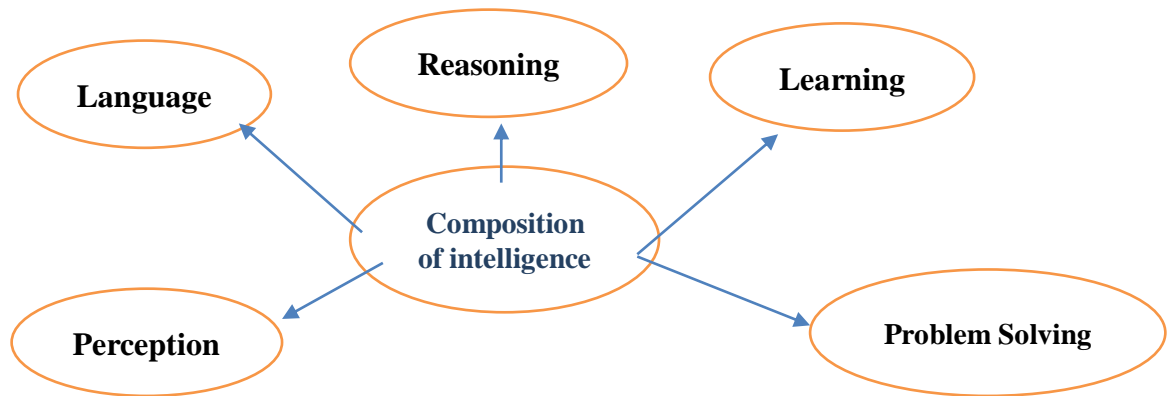 Reasoning
Learning
Language
Composition
of intelligence
Problem Solving
Perception